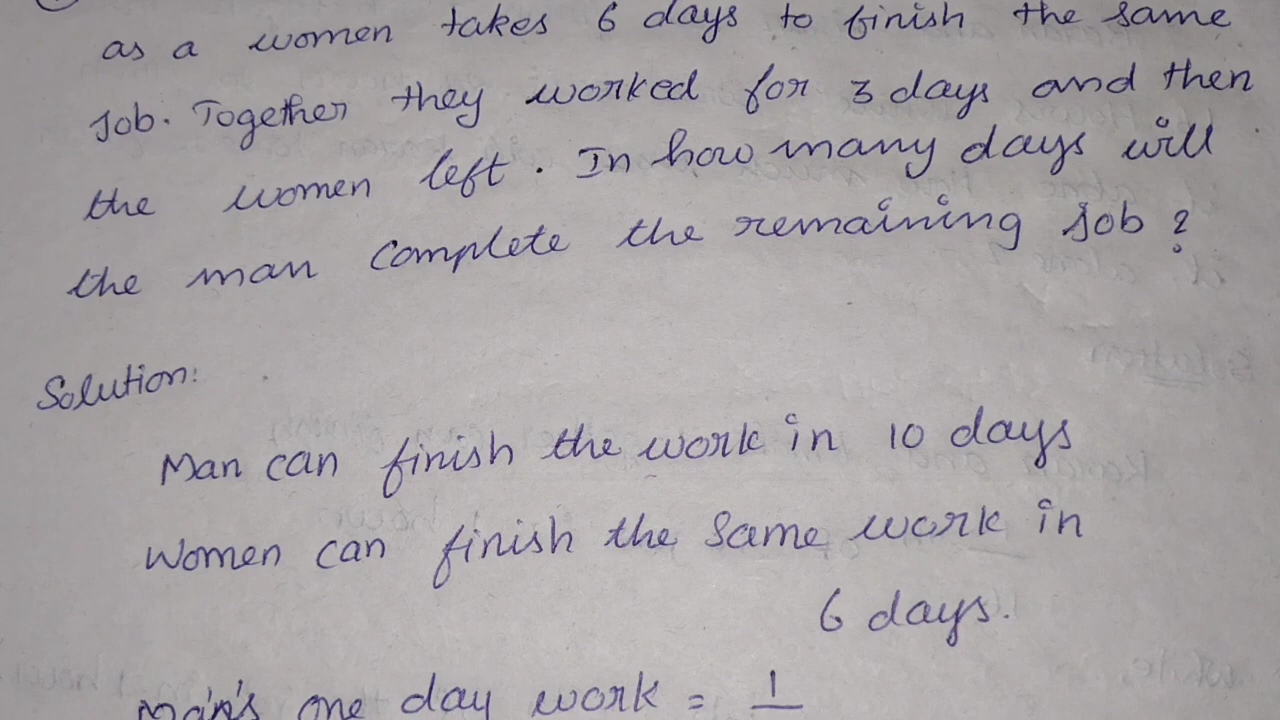 as a women takes 6 days to finish the same
Job. Together they worked for 3 days and then
the women left. In how many days will
the man complete the remaining Job?
Solution:
Man can finish the work in 10 days
Women can finish the same work in
6 days.
Man's one day work = 1